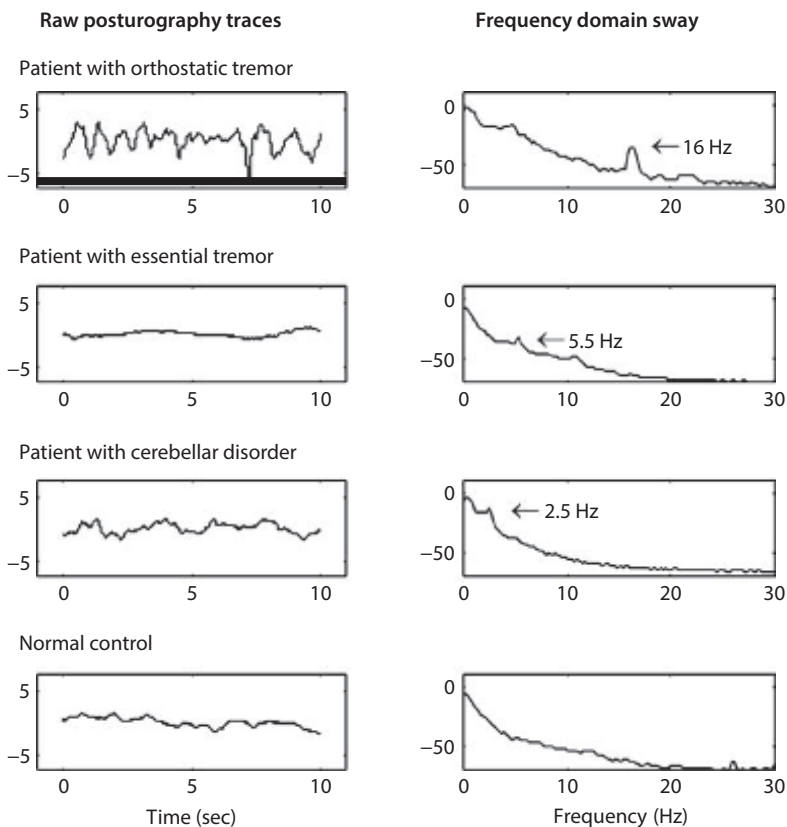 Raw posturography traces
Frequency domain sway
Patient with orthostatic tremor
5
−5
0 5 10
0
−50
16 Hz
0 10 20 30
Patient with essential tremor
5
−5
0 5 10
0
−50
5.5 Hz
0 10 20 30
Patient with cerebellar disorder
5
−5
0 5 10
0
−50
2.5 Hz
0 10 20 30
Normal control
5
−5
0 5 10
Time (sec)
0
−50
0 10 20 30
Frequency (Hz)